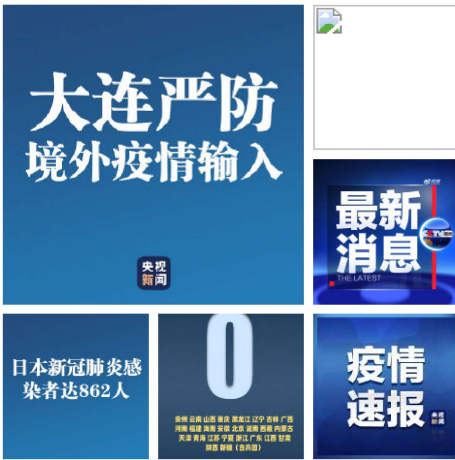 大连严防
境外疫情输入
央视
新闻
最新
消息
THE LATEST
日本新冠肺炎感
染者达862人
0
贵州 云南 山西 重庆 黑龙江 辽宁 吉林 广西
河南 福建 海南 安徽 北京 湖南 西藏 内蒙古
天津 青海 江苏 宁夏 浙江 广东 江西 甘肃
陕西 新疆（含兵团）
疫情
速报